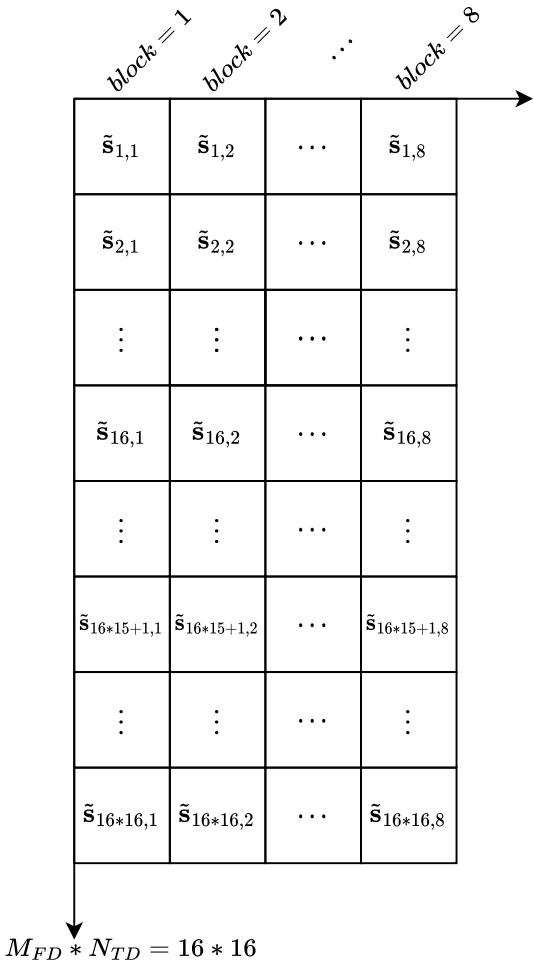 block = 1 block = 2 ⋯ block = 8
s̃1,1 s̃1,2 ⋯ s̃1,8
s̃2,1 s̃2,2 ⋯ s̃2,8
⋮ ⋮ ⋯ ⋮
s̃16,1 s̃16,2 ⋯ s̃16,8
⋮ ⋮ ⋯ ⋮
s̃16*15+1,1 s̃16*15+1,2 ⋯ s̃16*15+1,8
⋮ ⋮ ⋯ ⋮
s̃16*16,1 s̃16*16,2 ⋯ s̃16*16,8
M_FD * N_TD = 16 * 16